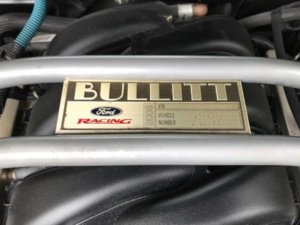 BULLITT
Ford
RACING
VIN
VEHICLE
NUMBER